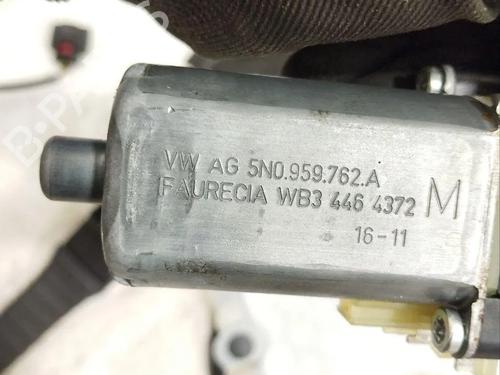 VW AG 5N0.959.762.A
FAURECIA WB3 446 4372 M
16-11